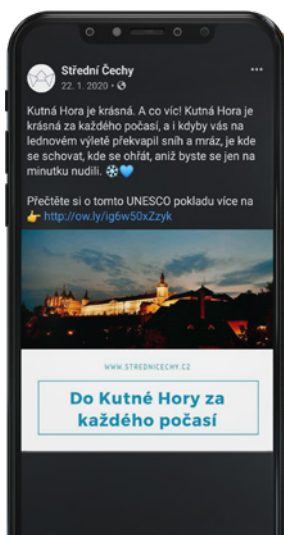 Střední Čechy
22. 1. 2020 •
Kutná Hora je krásná. A co víc! Kutná Hora je
krásná za každého počasí, a i kdyby vás na
lednovém výletě překvapil sníh a mráz, je kde
se schovat, kde se ohřát, aniž byste se jen na
minutku nudili. ❄️💙
Přečtěte si o tomto UNESCO pokladu více na
👉 http://ow.ly/ig6w50xZzyk
WWW.STREDNICECHY.CZ
Do Kutné Hory za
každého počasí